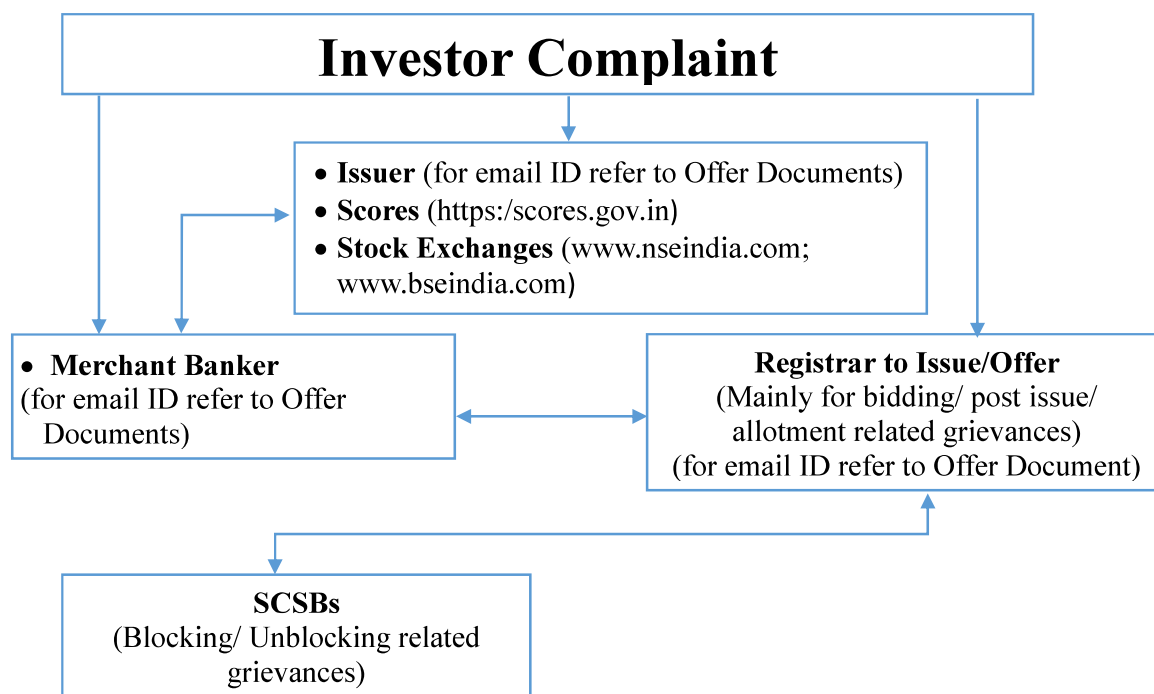 Investor Complaint
• Issuer (for email ID refer to Offer Documents)
• Scores (https:/scores.gov.in)
• Stock Exchanges (www.nseindia.com;
www.bseindia.com)
• Merchant Banker
(for email ID refer to Offer
Documents)
Registrar to Issue/Offer
(Mainly for bidding/ post issue/
allotment related grievances)
(for email ID refer to Offer Document)
SCSBs
(Blocking/ Unblocking related
grievances)